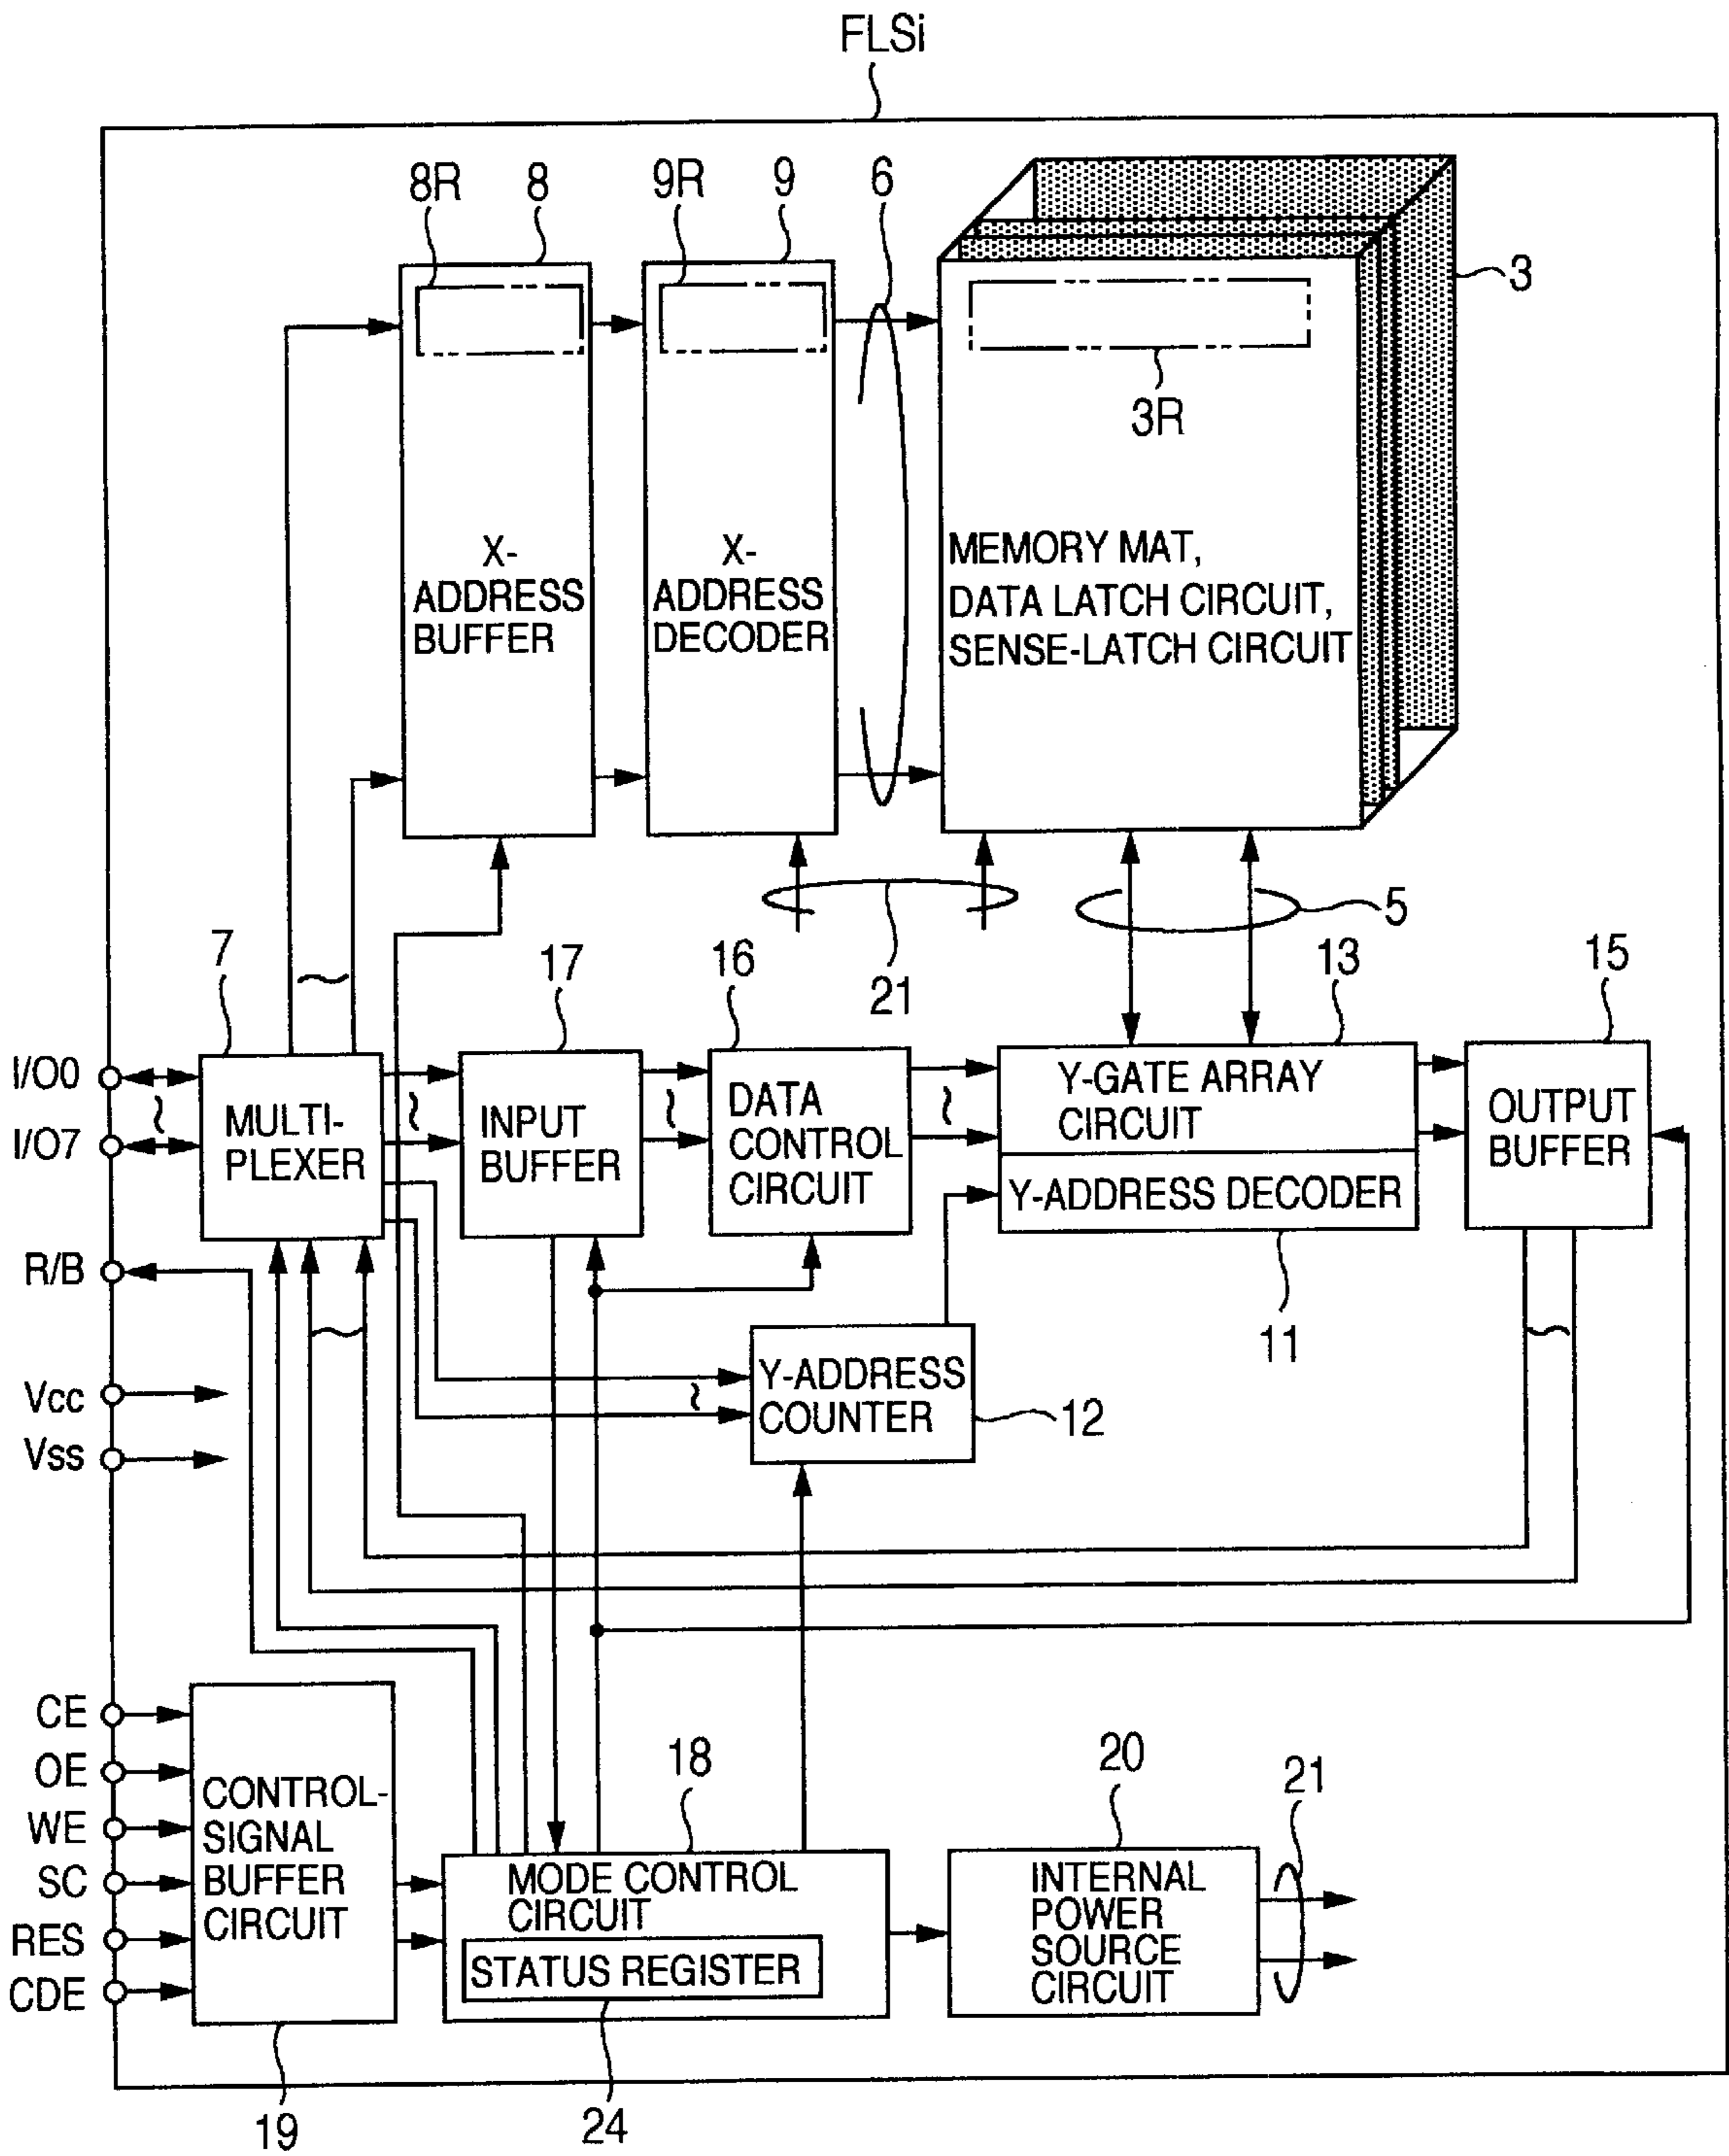 FLSi
8R
8
9R
9
6
3
3R
X-
ADDRESS
BUFFER
X-
ADDRESS
DECODER
MEMORY MAT,
DATA LATCH CIRCUIT,
SENSE-LATCH CIRCUIT
5
21
7
17
16
13
15
I/O0
I/O7
MULTI-
PLEXER
INPUT
BUFFER
DATA
CONTROL
CIRCUIT
Y-GATE ARRAY
CIRCUIT
Y-ADDRESS DECODER
OUTPUT
BUFFER
R/B
11
Vcc
Vss
Y-ADDRESS
COUNTER
12
CE
OE
WE
SC
RES
CDE
CONTROL-
SIGNAL
BUFFER
CIRCUIT
18
20
21
MODE CONTROL
CIRCUIT
STATUS REGISTER
INTERNAL
POWER
SOURCE
CIRCUIT
19
24